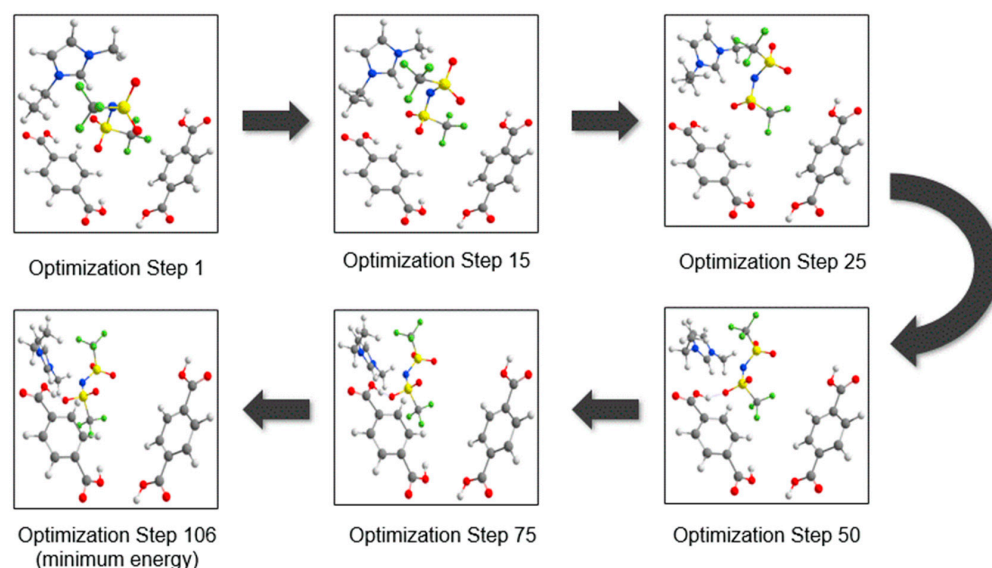 Optimization Step 1
Optimization Step 15
Optimization Step 25
Optimization Step 106
(minimum energy)
Optimization Step 75
Optimization Step 50